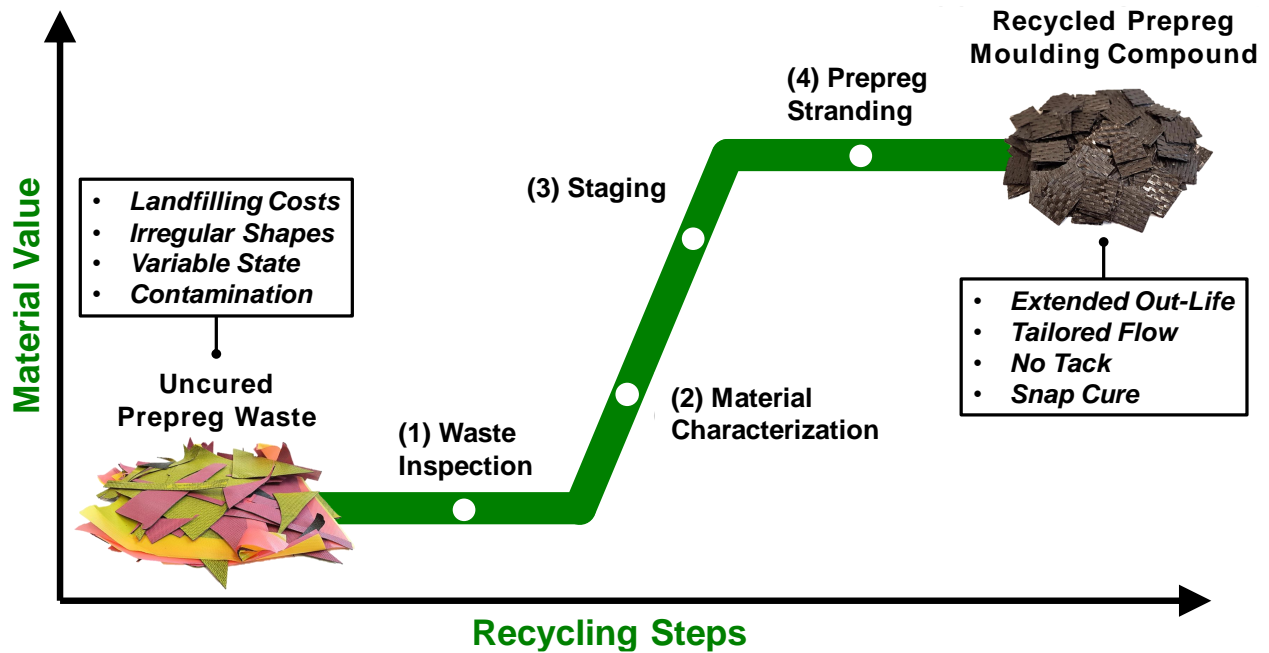 Recycled Prepreg
Moulding Compound
(4) Prepreg
Stranding
(3) Staging
• Landfilling Costs
• Irregular Shapes
• Variable State
• Contamination
Material Value
• Extended Out-Life
• Tailored Flow
• No Tack
• Snap Cure
Uncured
Prepreg Waste
(2) Material
Characterization
(1) Waste
Inspection
Recycling Steps